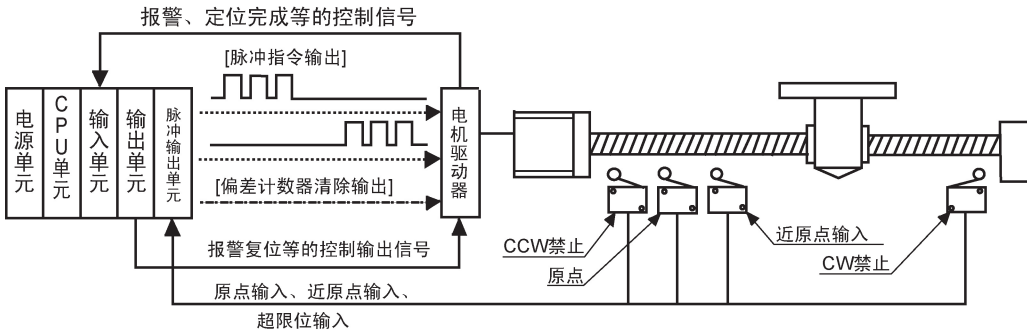 报警、定位完成等的控制信号
[脉冲指令输出]
电源单元
CPU单元
输入单元
输出单元
脉冲输出单元
电机驱动器
[偏差计数器清除输出]
报警复位等的控制输出信号
CCW禁止
原点
近原点输入
CW禁止
原点输入、近原点输入、
超限位输入